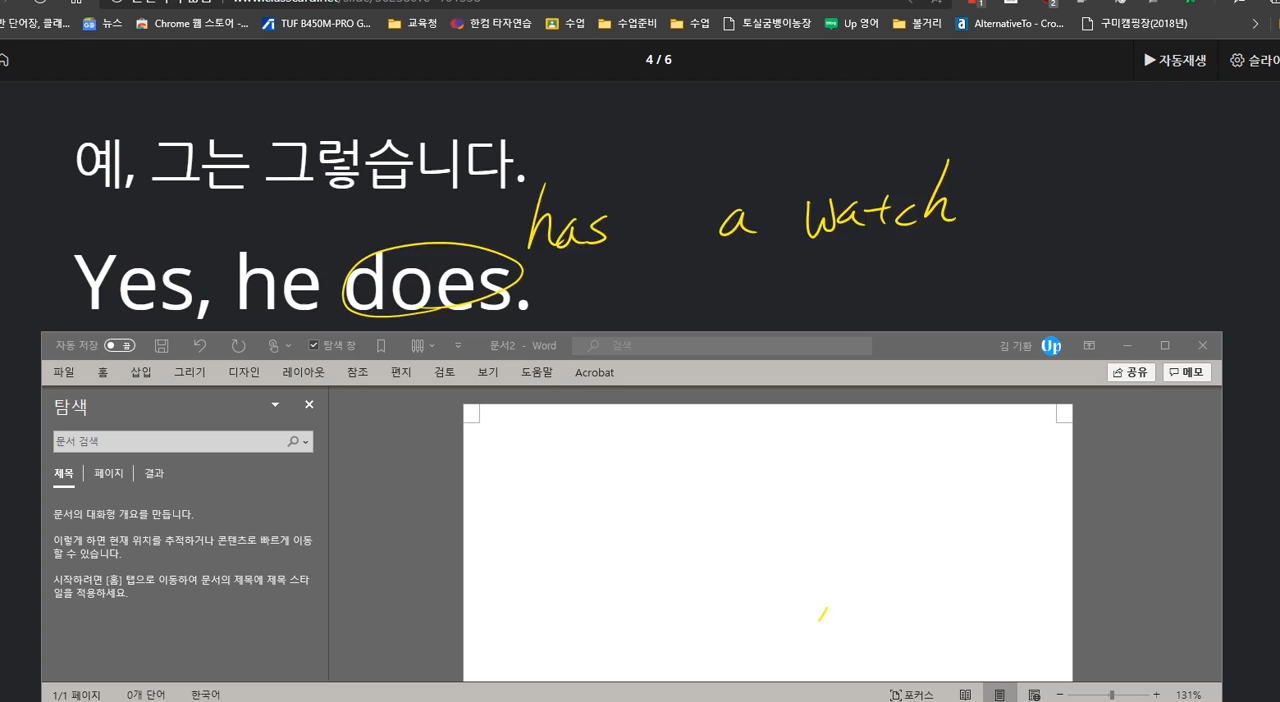 뉴스 Chrome 웹 스토어 -... TUF B450M-PRO G... 교육청 한컴 타자연습 수업 수업준비 수업 토실굼벵이농장 Up 영어 볼거리 AlternativeTo - Cro... 구미캠핑장(2018년)
4 / 6 자동재생
예, 그는 그렇습니다.
has a watch
Yes, he does.
자동 저장 끔 탐색 창 문서2 - Word 검색 김 기환 Up
파일 홈 삽입 그리기 디자인 레이아웃 참조 편지 검토 보기 도움말 Acrobat 공유 메모
탐색
문서 검색
제목 페이지 결과
문서의 대화형 개요를 만듭니다.
이렇게 하면 현재 위치를 추적하거나 콘텐츠로 빠르게 이동
할 수 있습니다.
시작하려면 [홈] 탭으로 이동하여 문서의 제목에 제목 스타
일을 적용하세요.
1/1 페이지 0개 단어 한국어 포커스 131%